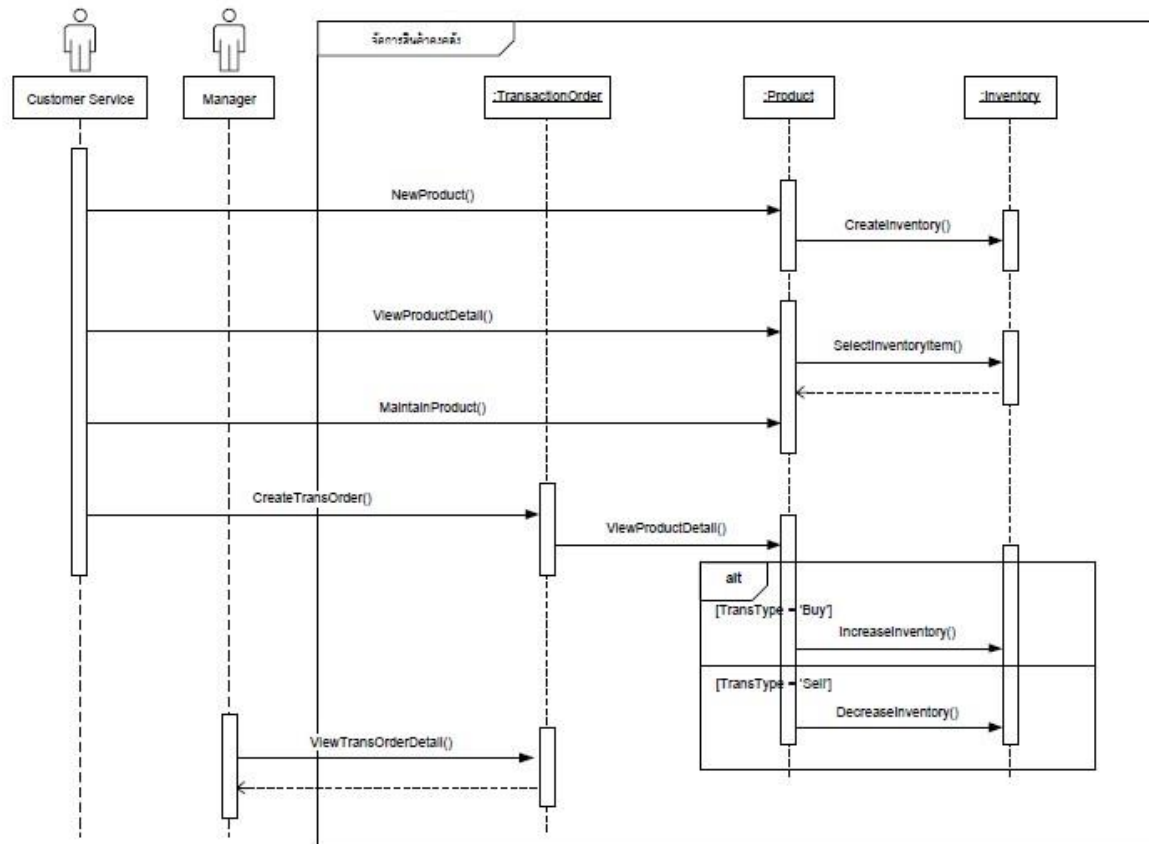 จัดการสินค้าคงคลัง
Customer Service
Manager
:TransactionOrder
:Product
:Inventory
NewProduct()
CreateInventory()
ViewProductDetail()
SelectInventoryItem()
MaintainProduct()
CreateTransOrder()
ViewProductDetail()
alt
[TransType = 'Buy']
IncreaseInventory()
[TransType = 'Sell']
DecreaseInventory()
ViewTransOrderDetail()